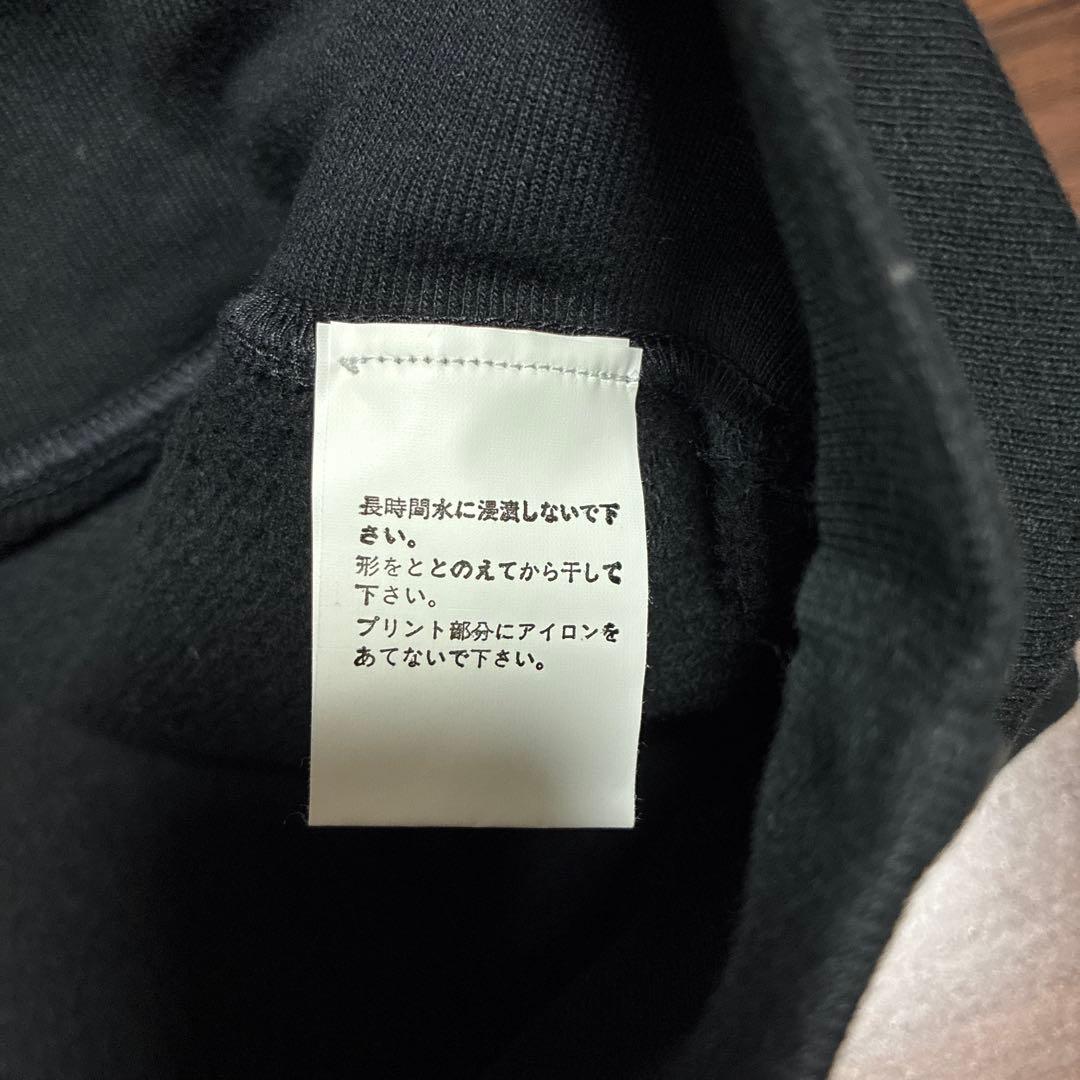 長時間水に浸漬しないで下
さい。
形をととのえてから干して
下さい。
プリント部分にアイロンを
あてないで下さい。